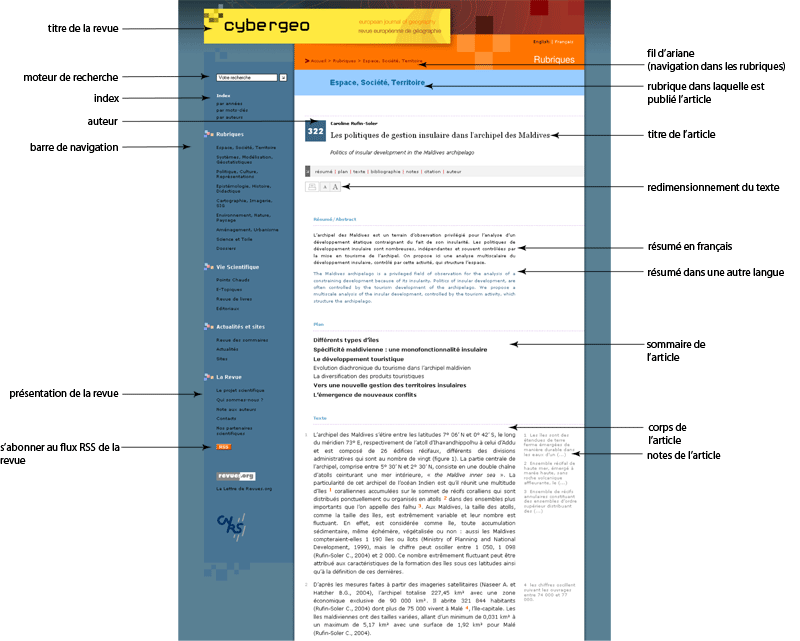 titre de la revue
moteur de recherche
index
auteur
barre de navigation
présentation de la revue
s'abonner au flux RSS de la
revue
cybergeo
european journal of geography
revue européenne de géographie
English | Français
> Accueil > Rubriques > Espace, Société, Territoire
Rubriques
Espace, Société, Territoire
Votre recherche
Index
par années
par mots-clés
par auteurs
Rubriques
Espace, Société, Territoire
Systèmes, Modélisation,
Géostatistiques
Politique, Culture,
Représentations
Epistémologie, Histoire,
Didactique
Cartographie, Imagerie,
SIG
Environnement, Nature,
Paysage
Aménagement, Urbanisme
Science et Toile
Dossiers
Vie Scientifique
Points Chauds
E-Topiques
Revue de livres
Editoriaux
Actualités et sites
Revue des sommaires
Actualités
Sites
La Revue
Le projet scientifique
Qui sommes nous ?
Note aux auteurs
Contacts
Nos partenaires
scientifiques
RSS
revues.org
La Lettre de Revues.org
CNRS
Caroline Rufin-Soler
322
Les politiques de gestion insulaire dans l'archipel des Maldives
Politics of insular development in the Maldives archipelago
résumé | plan | texte | bibliographie | notes | citation | auteur
A A
Résumé/Abstract
L'archipel des Maldives est un terrain d'observation privilégié pour l'analyse d'un
développement étatique contraignant du fait de son insularité. Les politiques de
développement insulaire sont nombreuses, indépendantes et souvent contrôlées par
la mise en tourisme de l'archipel. On propose ici une analyse multiscalaire du
développement insulaire, contrôlé par cette activité, qui structure l'espace.
The Maldives archipelago is a privileged field of observation for the analysis of a
constraining development because of its insularity. Politics of insular development, are
often controlled by the tourism development of the archipelago. We propose a
multiscale analysis of the insular development, controlled by the tourism activity, which
structure the archipelago.
Plan
Différents types d'îles
Spécificité maldivienne : une monofonctionnalité insulaire
Le développement touristique
Evolution diachronique du tourisme dans l'archipel maldivien
La diversification des produits touristiques
Vers une nouvelle gestion des territoires insulaires
L'émergence de nouveaux conflits
Texte
1 L'archipel des Maldives s'étire entre les latitudes 7° 06'N et 0° 42'S, le long
du méridien 73° E, respectivement de l'atoll d'Ihavandhippolhu à celui d'Addu
et est composé de 26 édifices récifaux, différents des divisions
administratives qui sont au nombre de vingt (figure 1). La partie centrale de
l'archipel, comprise entre 5° 30'N et 2° 30'N, consiste en une double chaîne
d'atolls ceinturant une mer intérieure, « the Maldive inner sea ». La
particularité de cet archipel de l'océan Indien est qu'il réunit une multitude
d'îles 1 coralliennes accumulées sur le sommet de récifs coralliens qui sont
distribués ponctuellement ou organisés en atolls 2 dans des ensembles plus
importants que l'on appelle des falhu 3. Aux Maldives, la taille des atolls,
comme la taille des îles, est extrêmement variable et leur nombre est
fluctuant. En effet, est considérée comme île, toute accumulation
sédimentaire, même éphémère, végétalisée ou non : aussi les Maldives
compteraient-elles 1 190 îles ou îlots (Ministry of Planning and National
Development, 1999), mais le chiffre peut osciller entre 1 050, 1 098
(Rufin-Soler C., 2004) et 2 000. Ce nombre extrêmement fluctuant peut être
attribué aux caractéristiques de la formation des îles sous ces latitudes ainsi
qu'à la définition de ces dernières.
2 D'après les mesures faites à partir des imageries satellitaires (Naseer A. et
Hatcher B.G., 2004), l'archipel totalise 227,45 km² avec une zone
économique exclusive de 90 000 km². Il abrite 321 844 habitants
(Rufin-Soler C., 2004) dont plus de 75 000 vivent à Malé 4, l'île-capitale. Les
îles maldiviennes ont des tailles variées, allant d'un minimum de 0,031 km² à
un maximum de 5,17 km² avec une surface de 1,92 km² pour Malé
(Rufin-Soler C., 2004).
1 Les îles sont des
étendues de terre
ferme émergées de
manière durable dans
les eaux d'un (...)
2 Ensemble récifal de
haute mer, émergé à
marée haute, sans
roche volcanique
affleurante, le (...)
3 Ensemble de récifs
annulaires constituant
des ensembles d'ordre
supérieur distribuant
des (...)
4 les chiffres oscillent
suivant les ouvrages
entre 74 000 et 77
000.
fil d'ariane
(navigation dans les rubriques)
rubrique dans laquelle est
publié l'article
titre de l'article
redimensionnement du texte
résumé en français
résumé dans une autre langue
sommaire de
l'article
corps de
l'article
notes de l'article